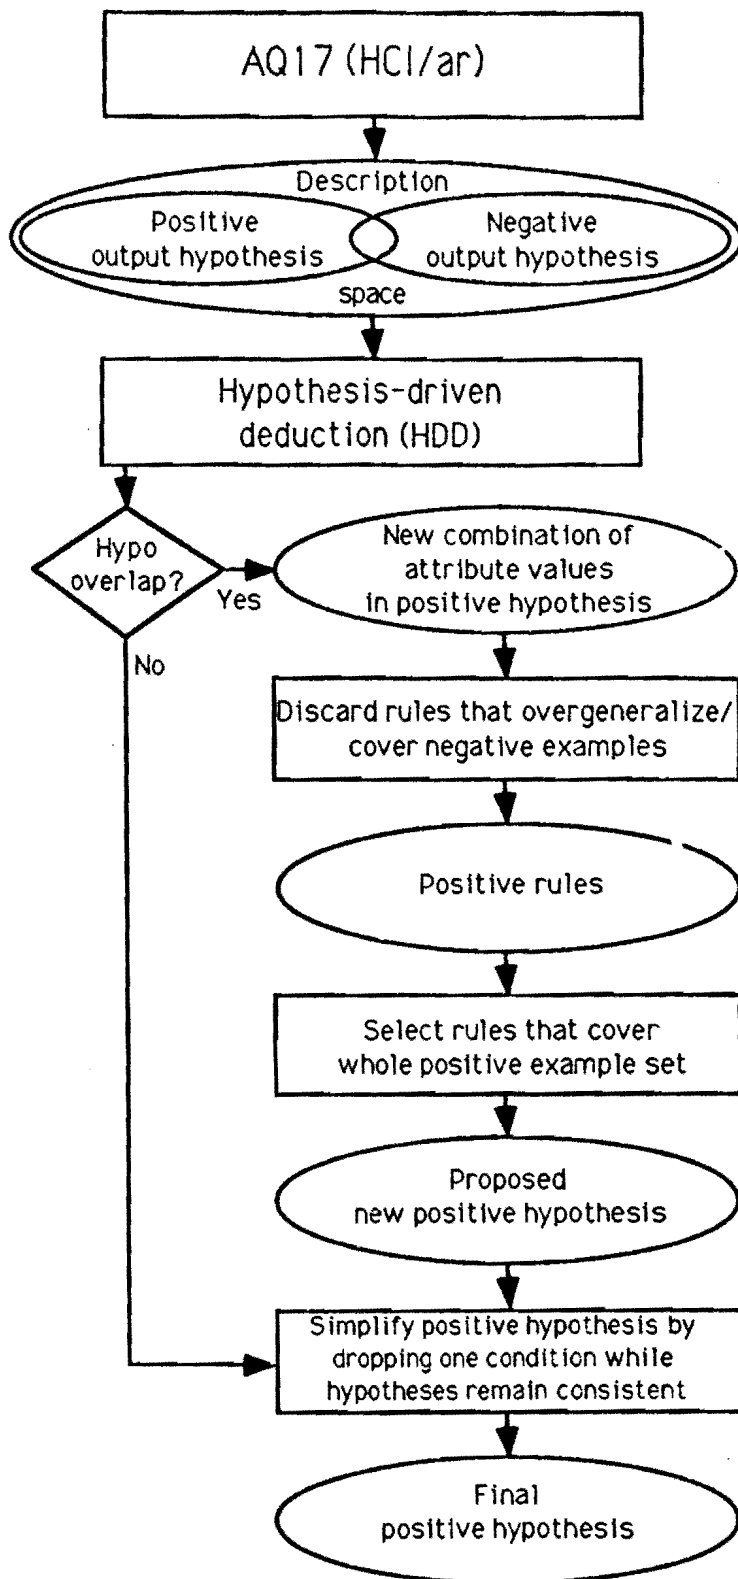 AQ17 (HCI/ar)
Description
Positive
output hypothesis
Negative
output hypothesis
space
Hypothesis-driven
deduction (HDD)
Hypo
overlap?
Yes
No
New combination of
attribute values
in positive hypothesis
Discard rules that overgeneralize/
cover negative examples
Positive rules
Select rules that cover
whole positive example set
Proposed
new positive hypothesis
Simplify positive hypothesis by
dropping one condition while
hypotheses remain consistent
Final
positive hypothesis